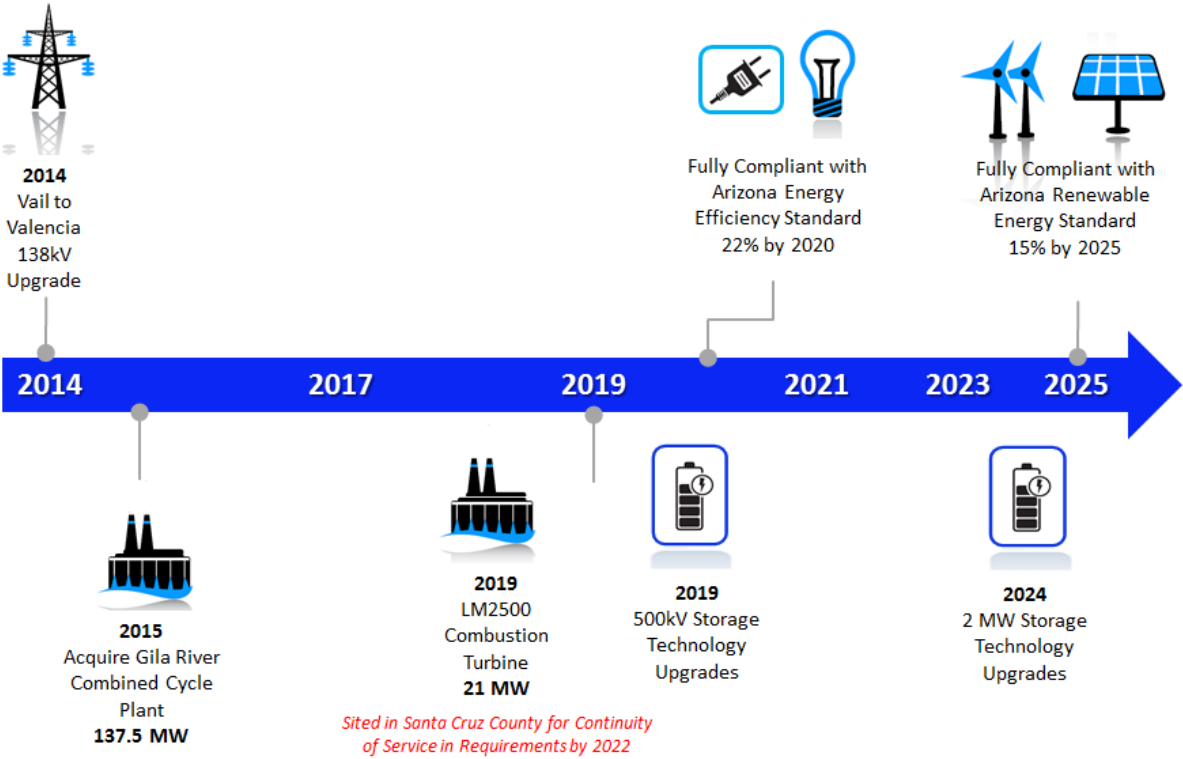 2014
Vail to
Valencia
138kV
Upgrade
Fully Compliant with
Arizona Energy
Efficiency Standard
22% by 2020
Fully Compliant with
Arizona Renewable
Energy Standard
15% by 2025
2014
2017
2019
2021
2023
2025
2015
Acquire Gila River
Combined Cycle
Plant
137.5 MW
2019
LM2500
Combustion
Turbine
21 MW
Sited in Santa Cruz County for Continuity
of Service in Requirements by 2022
2019
500kV Storage
Technology
Upgrades
2024
2 MW Storage
Technology
Upgrades